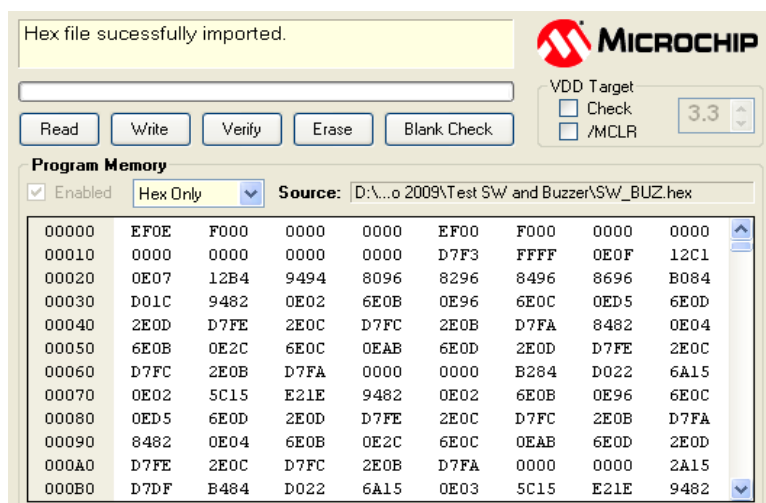 Hex file sucessfully imported.
MICROCHIP
VDD Target
Check
/MCLR
3.3
Read Write Verify Erase Blank Check
Program Memory
Enabled Hex Only Source: D:\...o 2009\Test SW and Buzzer\SW_BUZ.hex
00000 EF0E F000 0000 0000 EF00 F000 0000 0000
00010 0000 0000 0000 0000 D7F3 FFFF 0E0F 12C1
00020 0E07 12B4 9494 8096 8296 8496 8696 B084
00030 D01C 9482 0E02 6E0B 0E96 6E0C 0ED5 6E0D
00040 2E0D D7FE 2E0C D7FC 2E0B D7FA 8482 0E04
00050 6E0B 0E2C 6E0C 0EAB 6E0D 2E0D D7FE 2E0C
00060 D7FC 2E0B D7FA 0000 0000 B284 D022 6A15
00070 0E02 5C15 E21E 9482 0E02 6E0B 0E96 6E0C
00080 0ED5 6E0D 2E0D D7FE 2E0C D7FC 2E0B D7FA
00090 8482 0E04 6E0B 0E2C 6E0C 0EAB 6E0D 2E0D
000A0 D7FE 2E0C D7FC 2E0B D7FA 0000 0000 2A15
000B0 D7DF B484 D022 6A15 0E03 5C15 E21E 9482